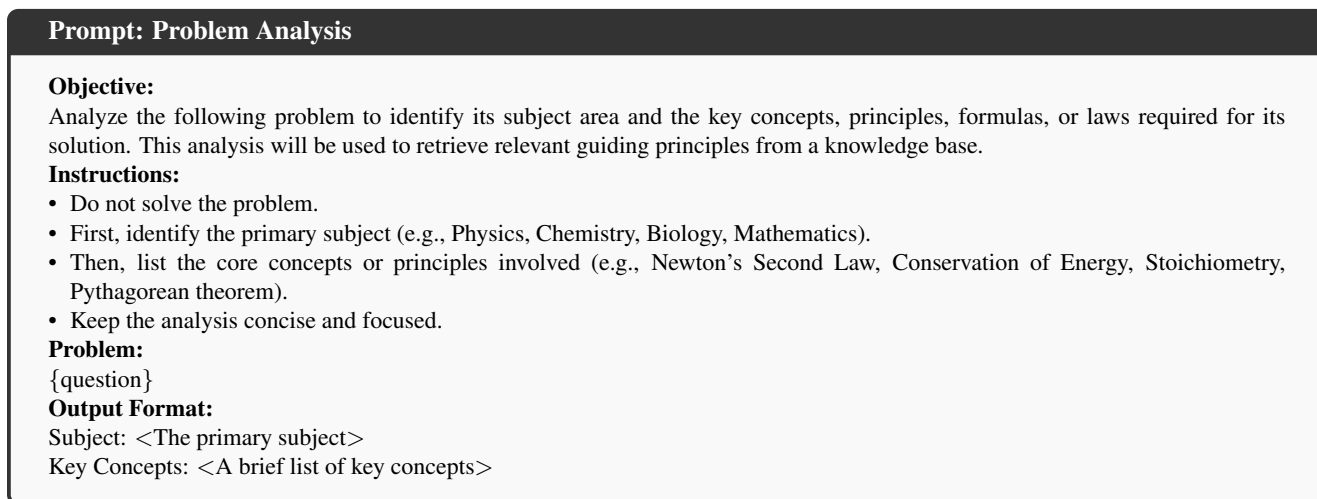 Prompt: Problem Analysis
Objective:
Analyze the following problem to identify its subject area and the key concepts, principles, formulas, or laws required for its
solution. This analysis will be used to retrieve relevant guiding principles from a knowledge base.
Instructions:
• Do not solve the problem.
• First, identify the primary subject (e.g., Physics, Chemistry, Biology, Mathematics).
• Then, list the core concepts or principles involved (e.g., Newton's Second Law, Conservation of Energy, Stoichiometry,
Pythagorean theorem).
• Keep the analysis concise and focused.
Problem:
{question}
Output Format:
Subject: <The primary subject>
Key Concepts: <A brief list of key concepts>